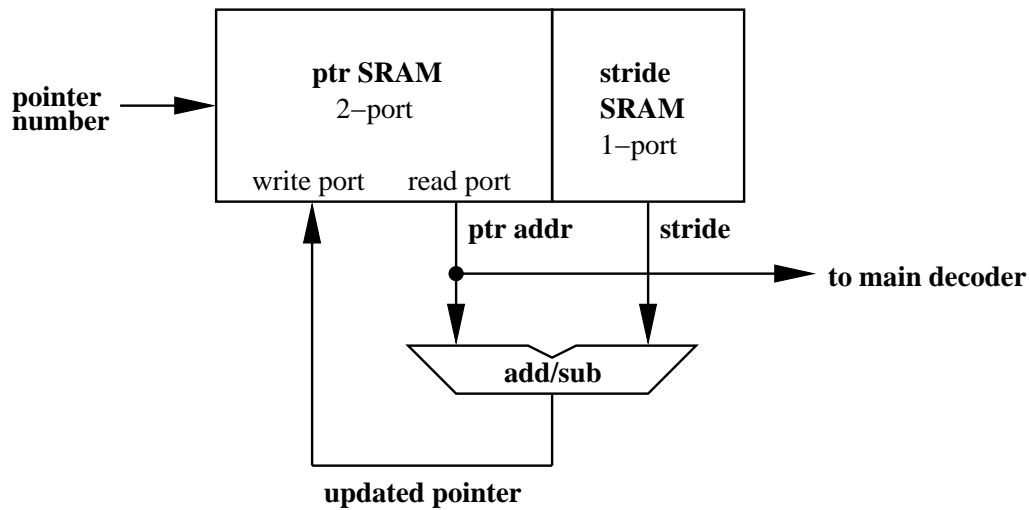 ptr SRAM
2−port
stride
SRAM
1−port
pointer
number
write port
read port
ptr addr
stride
to main decoder
add/sub
updated pointer